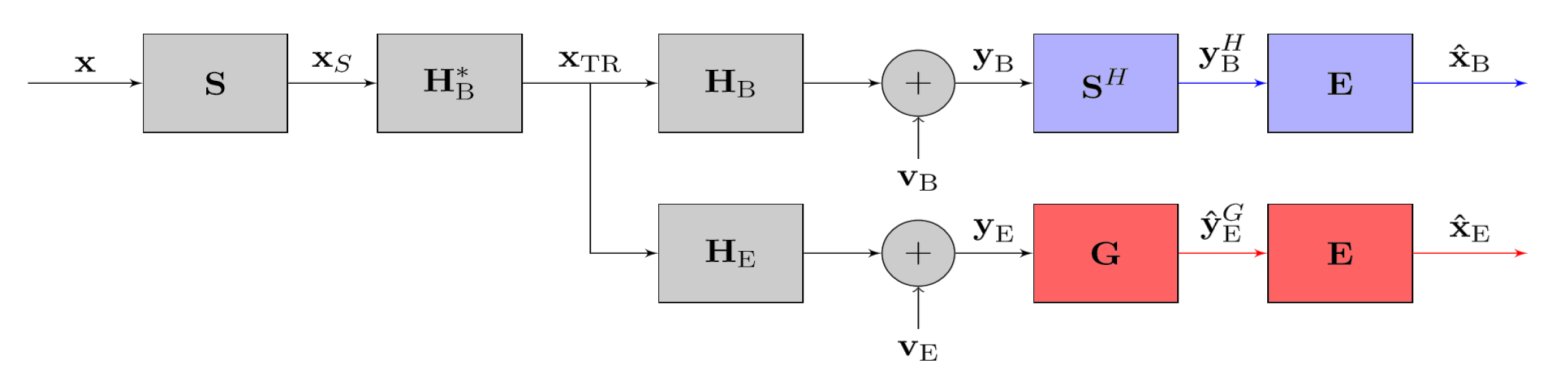 x
S
x_S
H_B^*
x_TR
H_B
+
v_B
y_B
S^H
y_B^H
E
x̂_B
H_E
+
v_E
y_E
G
ŷ_E^G
E
x̂_E